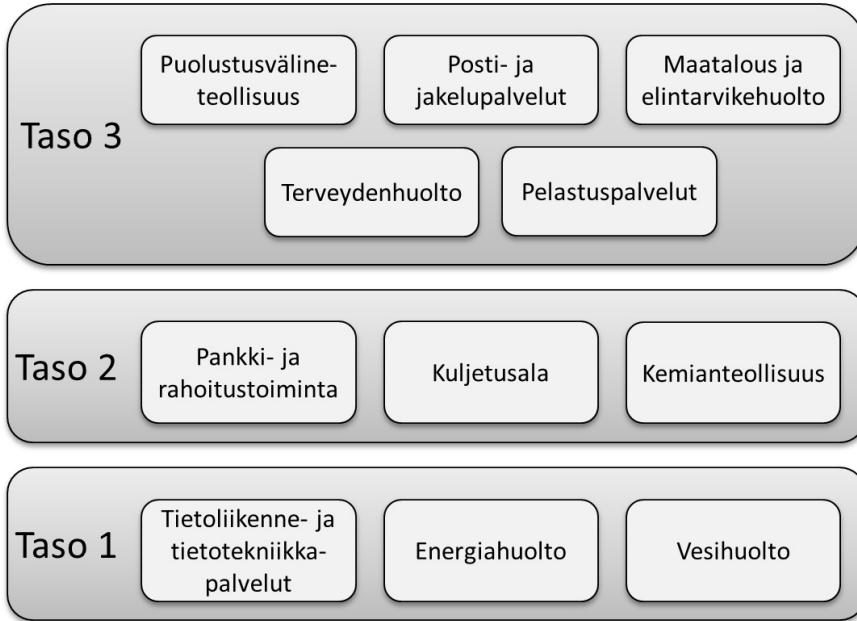 Taso 3
Puolustusväline-
teollisuus
Posti- ja
jakelupalvelut
Maatalous ja
elintarvikehuolto
Terveydenhuolto
Pelastuspalvelut
Taso 2
Pankki- ja
rahoitustoiminta
Kuljetusala
Kemianteollisuus
Taso 1
Tietoliikenne- ja
tietotekniikka-
palvelut
Energiahuolto
Vesihuolto